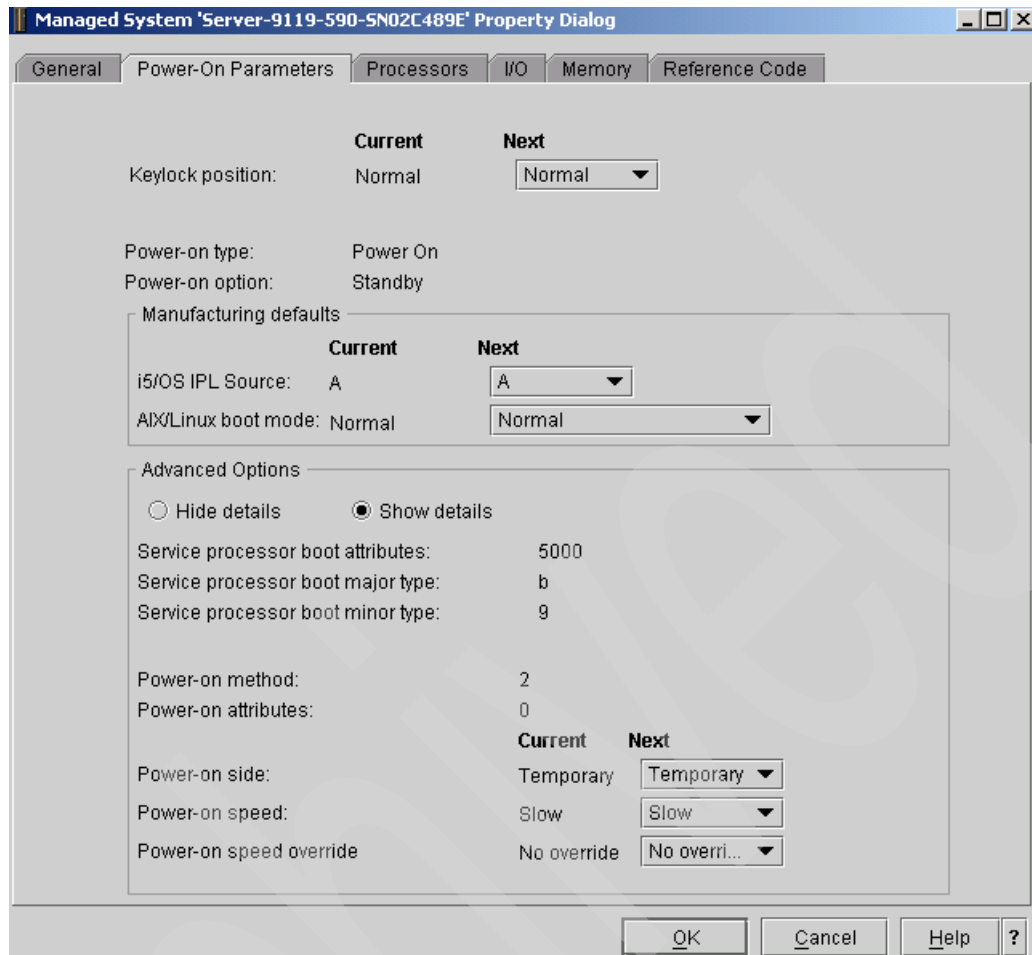 Managed System 'Server-9119-590-SN02C489E' Property Dialog
General Power-On Parameters Processors I/O Memory Reference Code
Current Next
Keylock position: Normal Normal
Power-on type: Power On
Power-on option: Standby
Manufacturing defaults
Current Next
i5/OS IPL Source: A A
AIX/Linux boot mode: Normal Normal
Advanced Options
Hide details Show details
Service processor boot attributes: 5000
Service processor boot major type: b
Service processor boot minor type: 9
Power-on method: 2
Power-on attributes: 0
Current Next
Power-on side: Temporary Temporary
Power-on speed: Slow Slow
Power-on speed override No override No overri...
OK Cancel Help ?